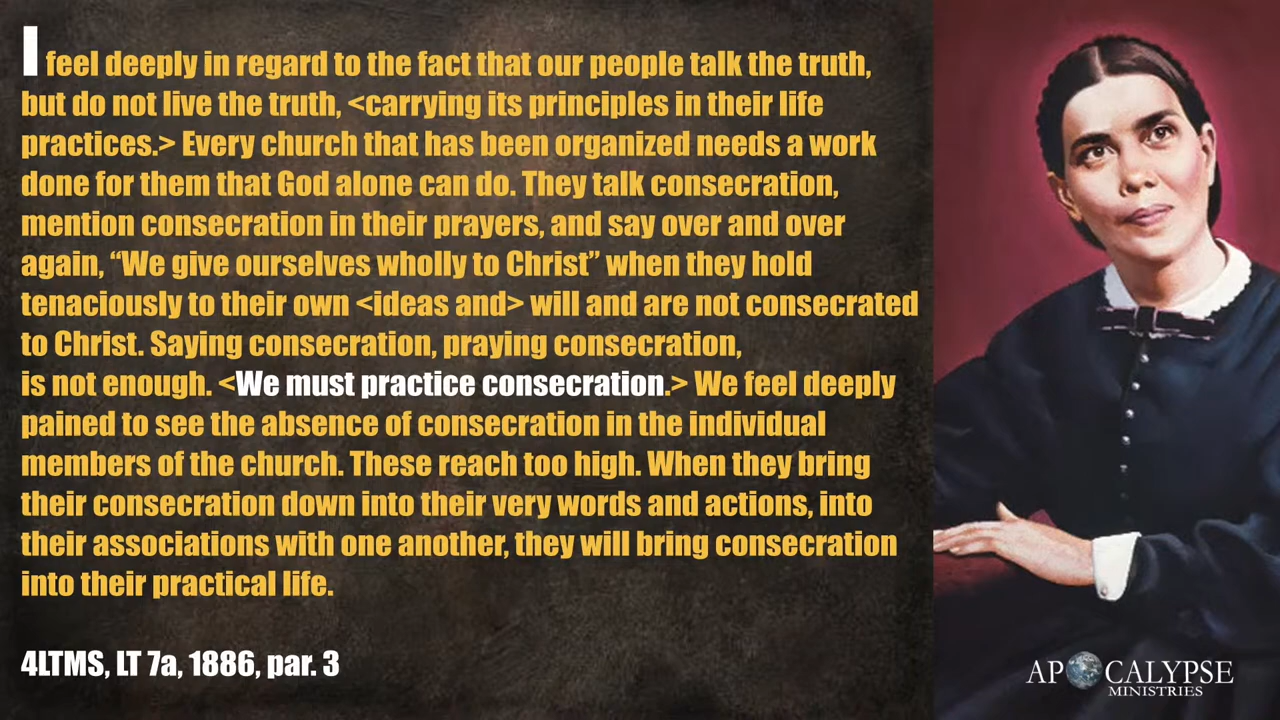 I feel deeply in regard to the fact that our people talk the truth,
but do not live the truth, <carrying its principles in their life
practices.> Every church that has been organized needs a work
done for them that God alone can do. They talk consecration,
mention consecration in their prayers, and say over and over
again, “We give ourselves wholly to Christ” when they hold
tenaciously to their own <ideas and> will and are not consecrated
to Christ. Saying consecration, praying consecration,
is not enough. <We must practice consecration.> We feel deeply
pained to see the absence of consecration in the individual
members of the church. These reach too high. When they bring
their consecration down into their very words and actions, into
their associations with one another, they will bring consecration
into their practical life.
4LTMS, LT 7a, 1886, par. 3
APOCALYPSE
MINISTRIES